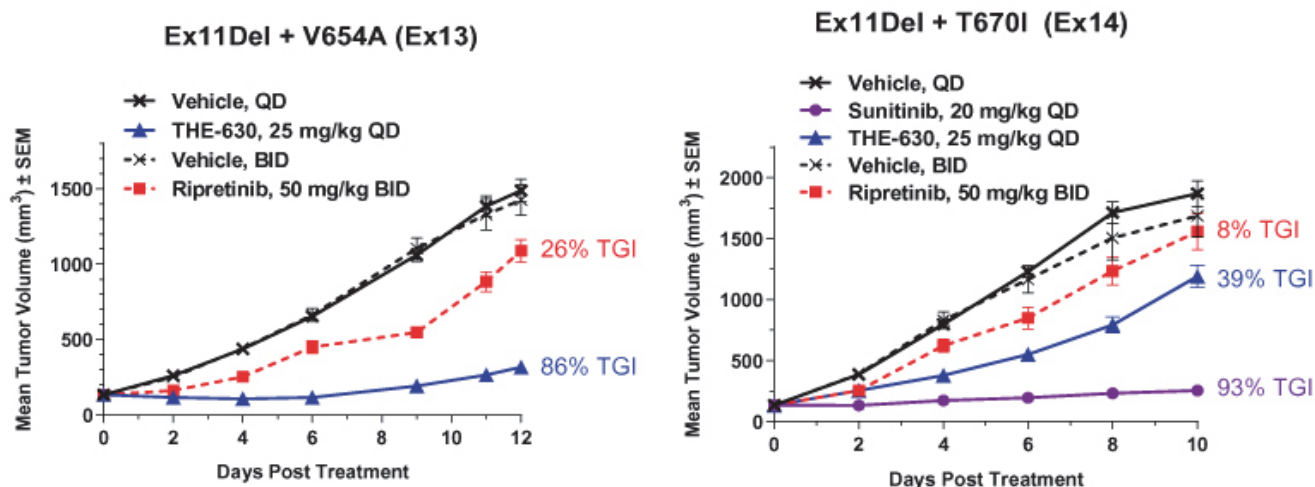 Ex11Del + V654A (Ex13)
Vehicle, QD
THE-630, 25 mg/kg QD
Vehicle, BID
Ripretinib, 50 mg/kg BID
Mean Tumor Volume (mm³) ± SEM
1500
1000
500
0
0 2 4 6 8 10 12
Days Post Treatment
26% TGI
86% TGI
Ex11Del + T670I (Ex14)
Vehicle, QD
Sunitinib, 20 mg/kg QD
THE-630, 25 mg/kg QD
Vehicle, BID
Ripretinib, 50 mg/kg BID
Mean Tumor Volume (mm³) ± SEM
2000
1500
1000
500
0
0 2 4 6 8 10
Days Post Treatment
8% TGI
39% TGI
93% TGI